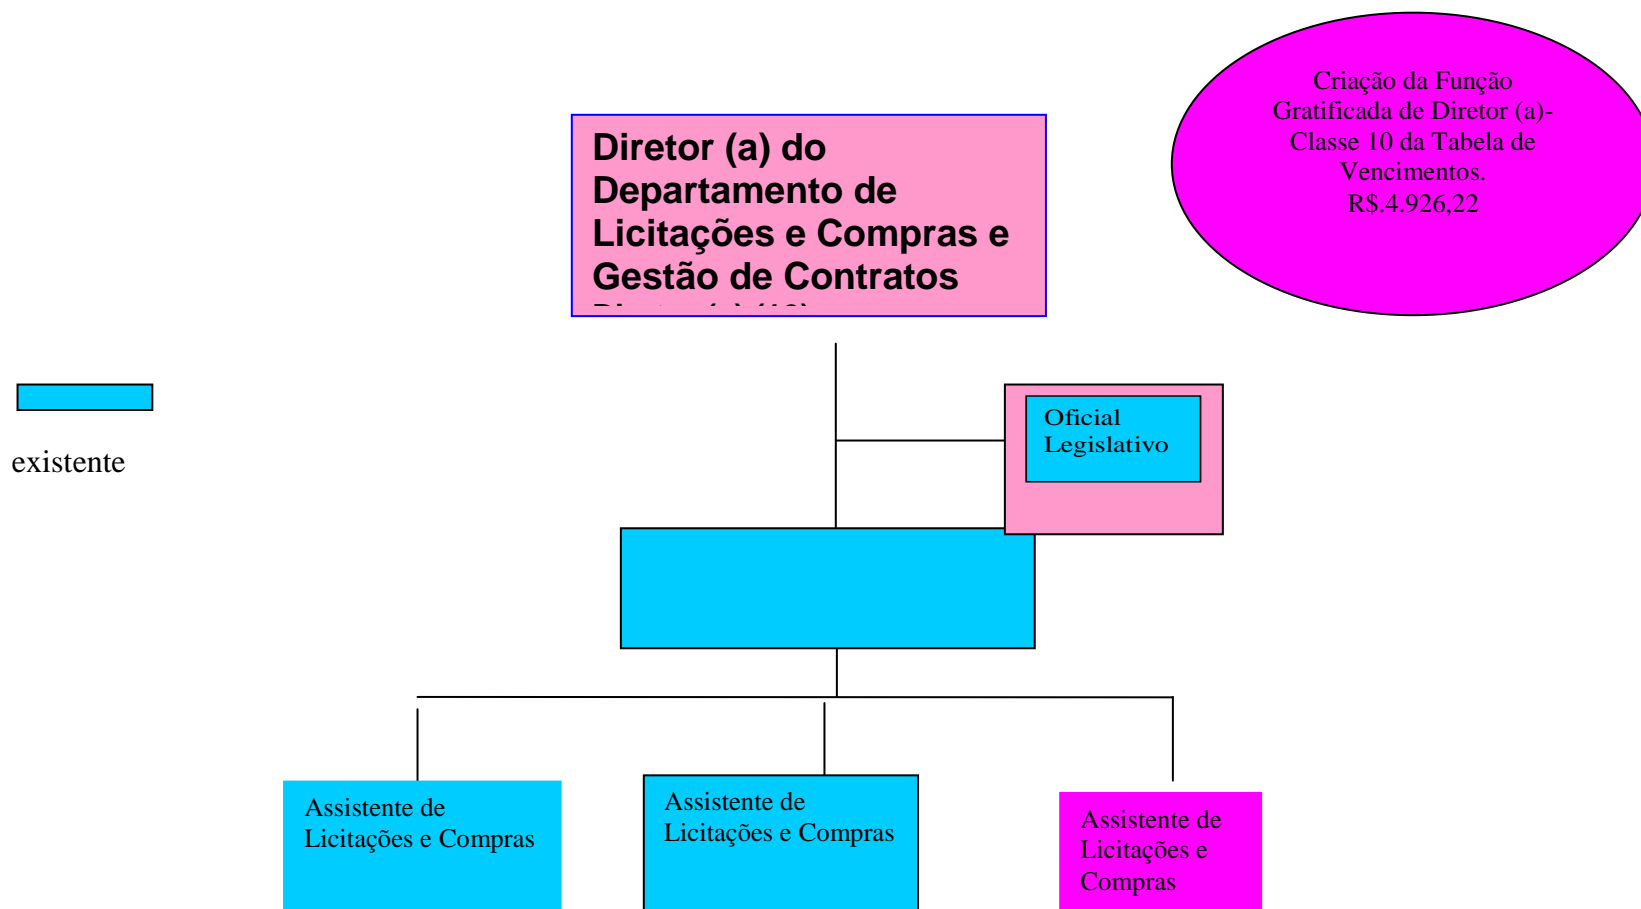 Criação da Função
Gratificada de Diretor (a)-
Classe 10 da Tabela de
Vencimentos.
R$.4.926,22
Diretor (a) do
Departamento de
Licitações e Compras e
Gestão de Contratos
Oficial
Legislativo
existente
Assistente de
Licitações e Compras
Assistente de
Licitações e Compras
Assistente de
Licitações e
Compras